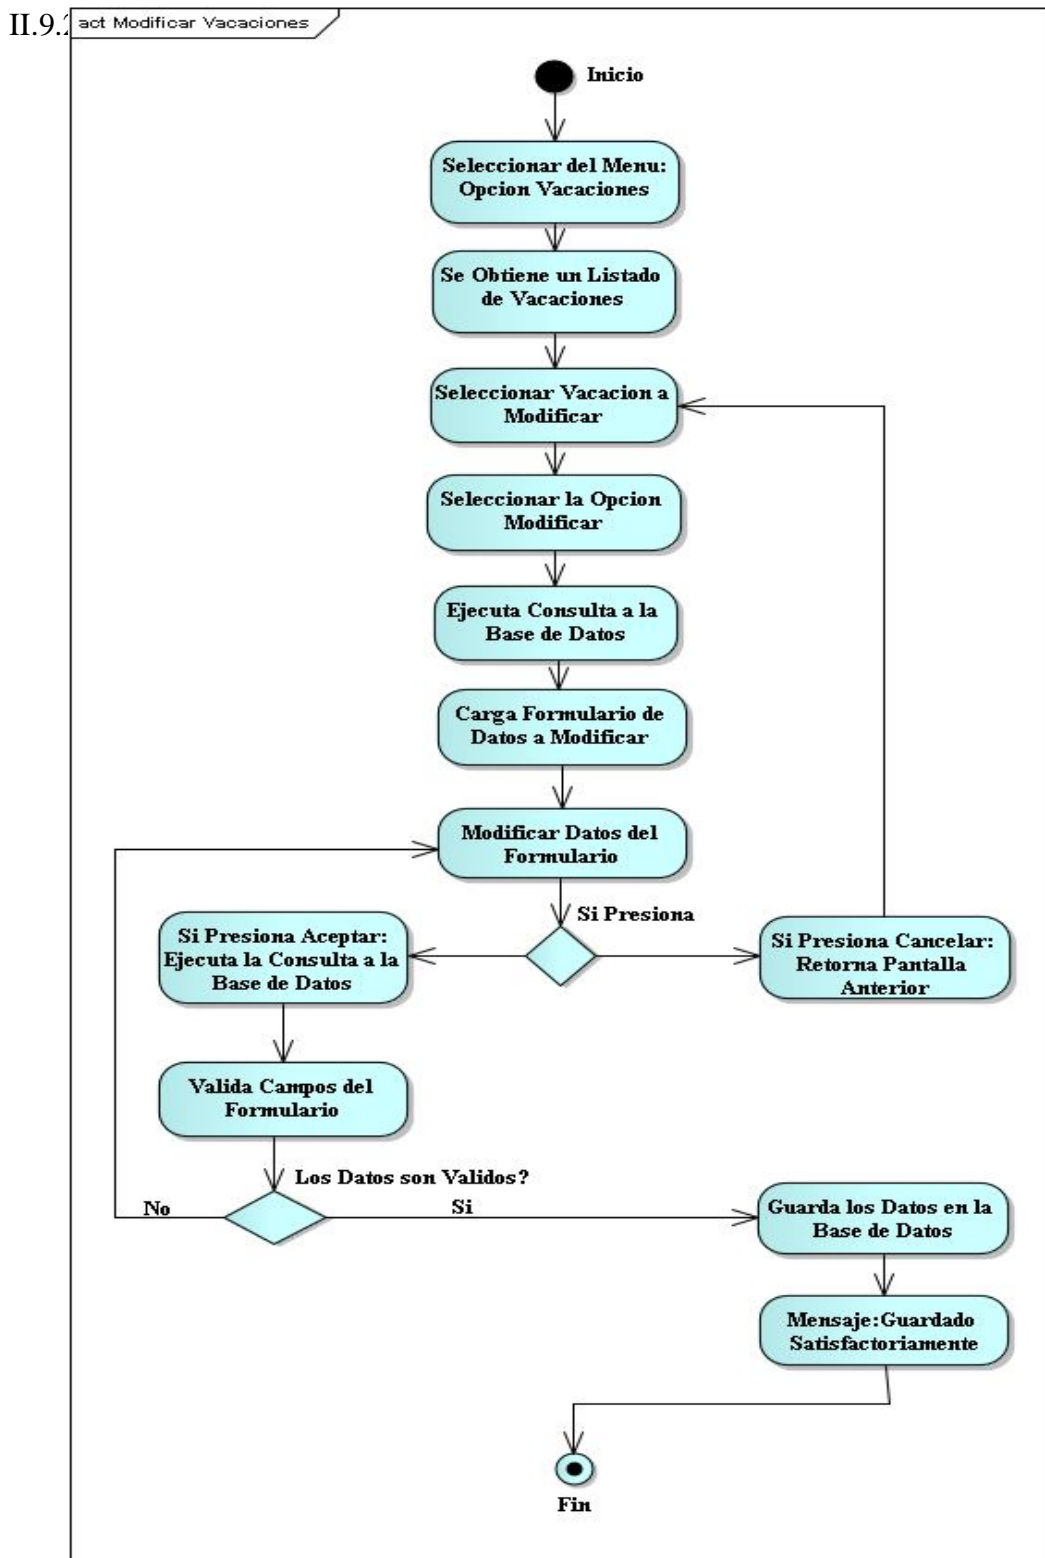 II.9.2
act Modificar Vacaciones
Inicio
Seleccionar del Menu:
Opcion Vacaciones
Se Obtiene un Listado
de Vacaciones
Seleccionar Vacacion a
Modificar
Seleccionar la Opcion
Modificar
Ejecuta Consulta a la
Base de Datos
Carga Formulario de
Datos a Modificar
Modificar Datos del
Formulario
Si Presiona
Si Presiona Aceptar:
Ejecuta la Consulta a la
Base de Datos
Si Presiona Cancelar:
Retorna Pantalla
Anterior
Valida Campos del
Formulario
Los Datos son Validos?
No
Si
Guarda los Datos en la
Base de Datos
Mensaje:Guardado
Satisfactoriamente
Fin